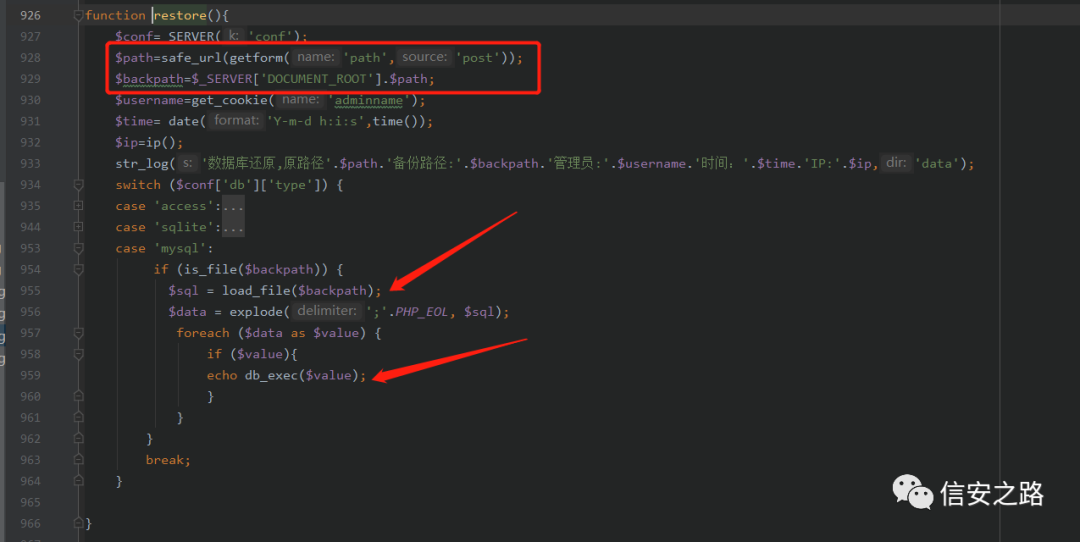 926 function restore(){
927 $conf=_SERVER( k: 'conf');
928 $path=safe_url(getform( name: 'path', source: 'post'));
929 $backpath=$_SERVER['DOCUMENT_ROOT'].$path;
930 $username=get_cookie( name: 'adminname');
931 $time= date( format: 'Y-m-d h:i:s',time());
932 $ip=ip();
933 str_log( s: '数据库还原,原路径'.$path.'备份路径:'.$backpath.'管理员:'.$username.'时间：'.$time.'IP:'.$ip, dir: 'data');
934 switch ($conf['db']['type']) {
935 case 'access':...
944 case 'sqlite':...
953 case 'mysql':
954 if (is_file($backpath)) {
955 $sql = load_file($backpath);
956 $data = explode( delimiter: ';'.PHP_EOL, $sql);
957 foreach ($data as $value) {
958 if ($value){
959 echo db_exec($value);
960 }
961 }
962 }
963 break;
964 }
965
966 }
信安之路